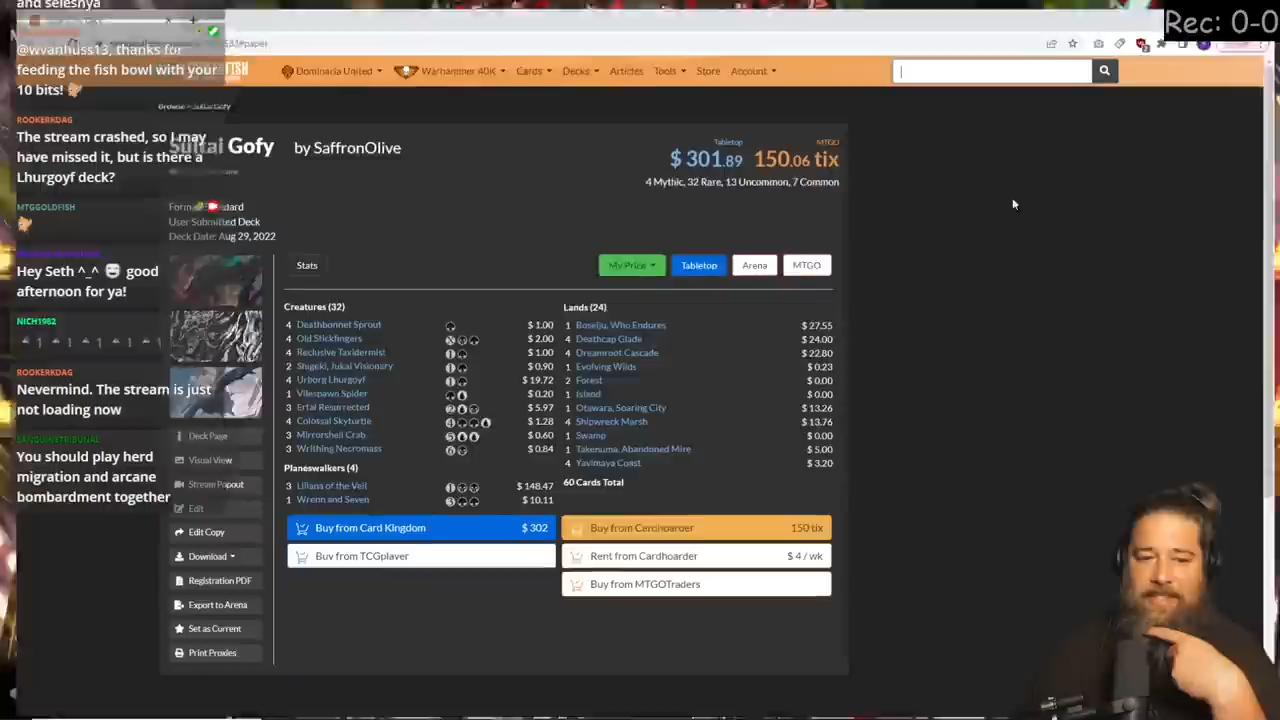 and selesnya
@wvanhuss13, thanks for
feeding the fish bowl with your
10 bits!
ROOKERKDAG
The stream crashed, so I may
have missed it, but is there a
Lhurgoyf deck?
MTGGOLDFISH
Hey Seth ^_^ good
afternoon for ya!
NICH1982
ROOKERKDAG
Nevermind. The stream is just
not loading now
SANGUINETRIBUNAL
You should play herd
migration and arcane
bombardment together
Rec: 0-0
#paper
Dominaria United
Warhammer 40K
Cards
Decks
Articles
Tools
Store
Account
Sultai Gofy by SaffronOlive
Tabletop
$ 301.89
MTGO
150.06 tix
4 Mythic, 32 Rare, 13 Uncommon, 7 Common
User Submitted Deck
Deck Date: Aug 29, 2022
Stats
My Price
Tabletop
Arena
MTGO
Creatures (32)
4 Deathbonnet Sprout $ 1.00
4 Old Stickfingers $ 2.00
4 Reclusive Taxidermist $ 1.00
2 Shigeki, Jukai Visionary $ 0.90
4 Urborg Lhurgoyf $ 19.72
1 Vilespawn Spider $ 0.20
3 Ertai Resurrected $ 5.97
4 Colossal Skyturtle $ 1.28
3 Mirrorshell Crab $ 0.60
3 Writhing Necromass $ 0.84
Planeswalkers (4)
3 Liliana of the Veil $ 148.47
1 Wrenn and Seven $ 10.11
Lands (24)
1 Boseiju, Who Endures $ 27.55
4 Deathcap Glade $ 24.00
4 Dreamroot Cascade $ 22.80
1 Evolving Wilds $ 0.23
2 Forest $ 0.00
1 Island $ 0.00
1 Otawara, Soaring City $ 13.26
4 Shipwreck Marsh $ 13.76
1 Swamp $ 0.00
1 Takenuma, Abandoned Mire $ 5.00
4 Yavimaya Coast $ 3.20
60 Cards Total
Buy from Card Kingdom $ 302
Buy from TCGplayer
Buy from Cardhoarder 150 tix
Rent from Cardhoarder $ 4 / wk
Buy from MTGOTraders
Deck Page
Visual View
Stream Popout
Edit
Edit Copy
Download
Registration PDF
Export to Arena
Set as Current
Print Proxies